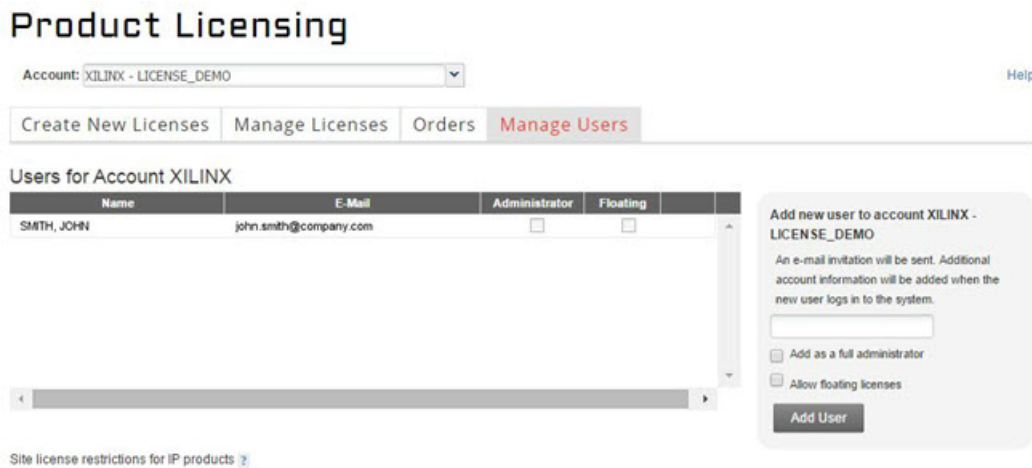 Product Licensing
Account: XILINX - LICENSE_DEMO
Help
Create New Licenses Manage Licenses Orders Manage Users
Users for Account XILINX
Name E-Mail Administrator Floating
SMITH, JOHN john.smith@company.com
Add new user to account XILINX -
LICENSE_DEMO
An e-mail invitation will be sent. Additional
account information will be added when the
new user logs in to the system.
Add as a full administrator
Allow floating licenses
Add User
Site license restrictions for IP products ?